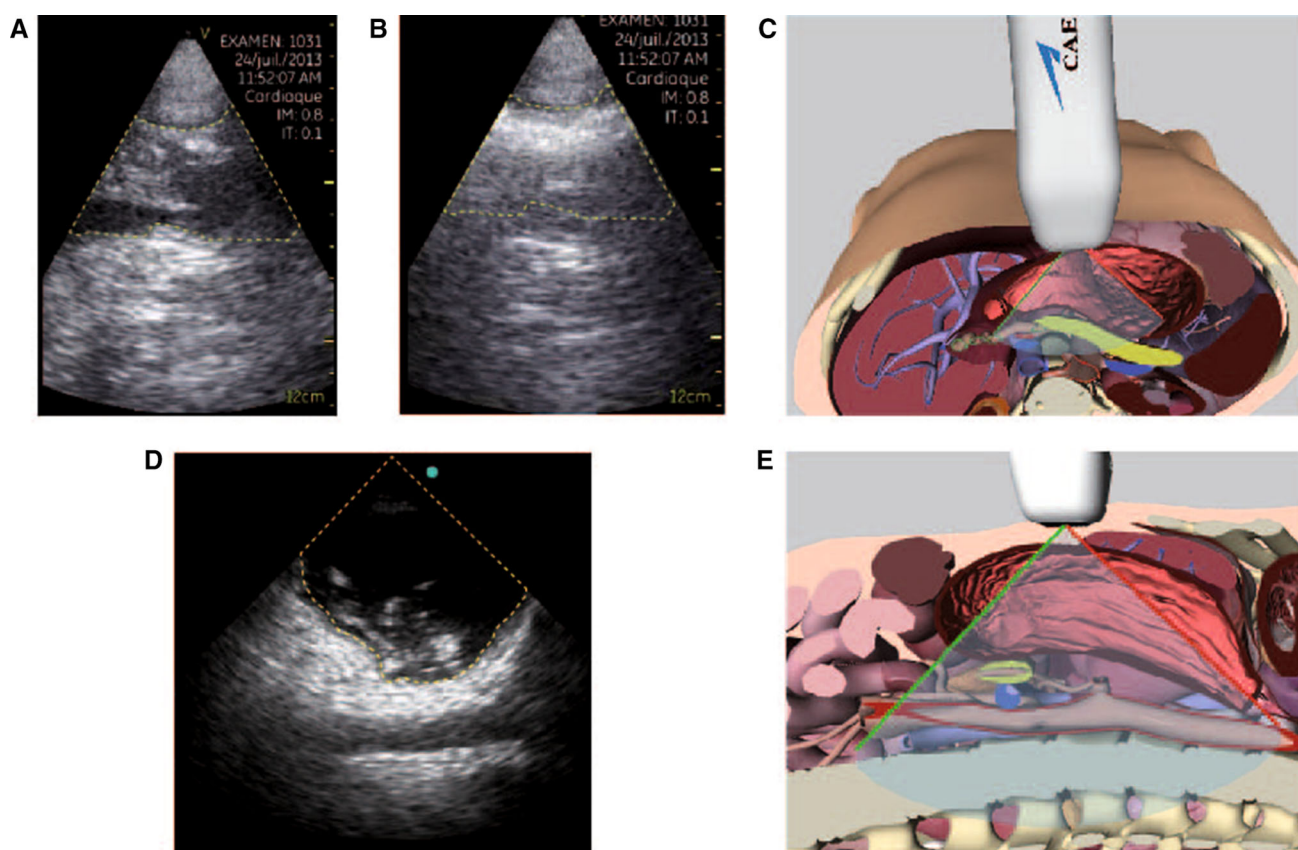 A
V
EXAMEN: 1031
24/juil./2013
11:52:07 AM
Cardiaque
IM: 0.8
IT: 0.1
12cm
B
EXAMEN: 1031
24/juil./2013
11:52:07 AM
Cardiaque
IM: 0.8
IT: 0.1
12cm
C
CAE
D
E